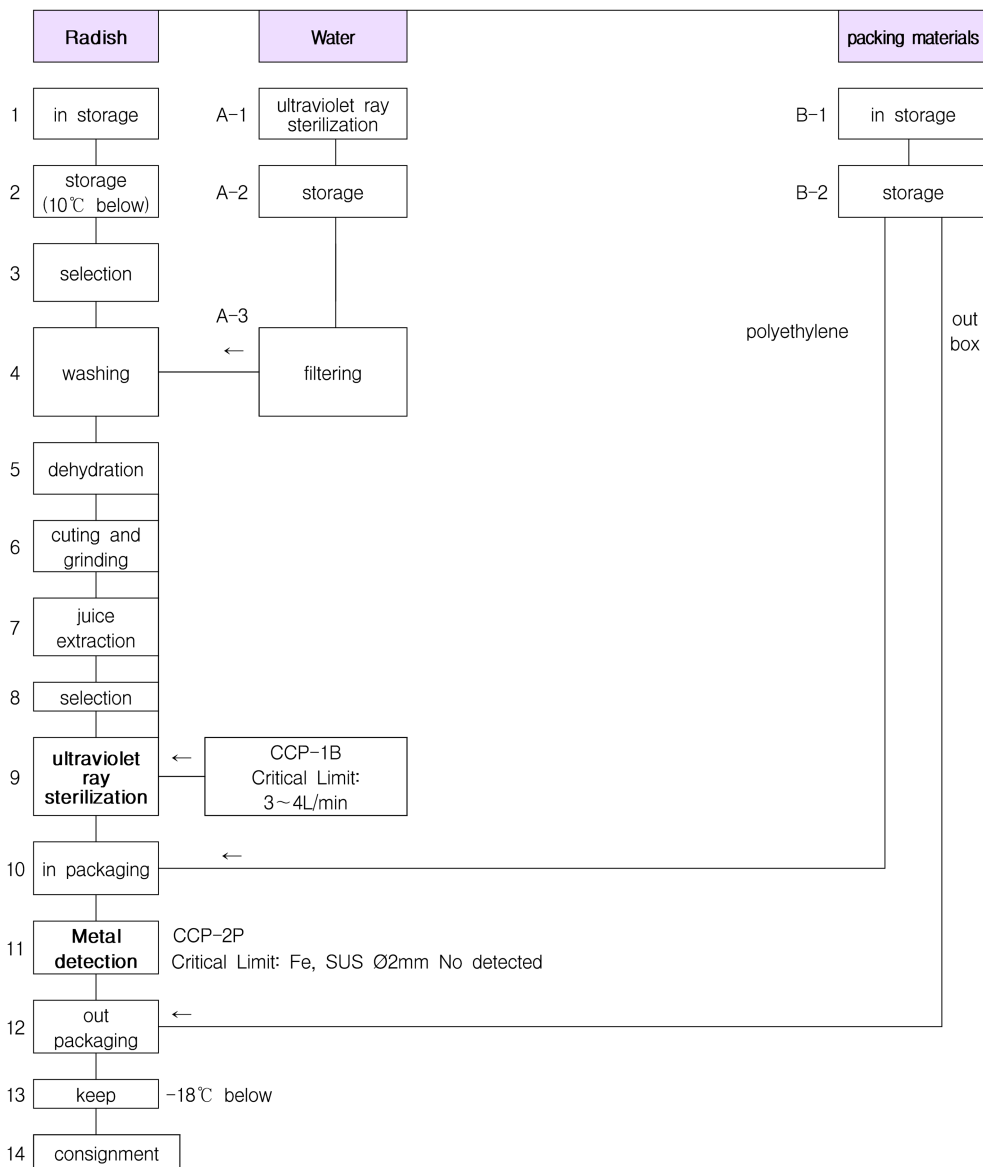 Radish
Water
packing materials
1
in storage
A-1
ultraviolet ray
sterilization
B-1
in storage
2
storage
(10℃ below)
A-2
storage
B-2
storage
3
selection
A-3
←
polyethylene
out
box
4
washing
filtering
5
dehydration
6
cuting and
grinding
7
juice
extraction
8
selection
9
ultraviolet
ray
sterilization
←
CCP-1B
Critical Limit:
3~4L/min
10
in packaging
←
11
Metal
detection
CCP-2P
Critical Limit: Fe, SUS Ø2mm No detected
12
out
packaging
←
13
keep
-18℃ below
14
consignment